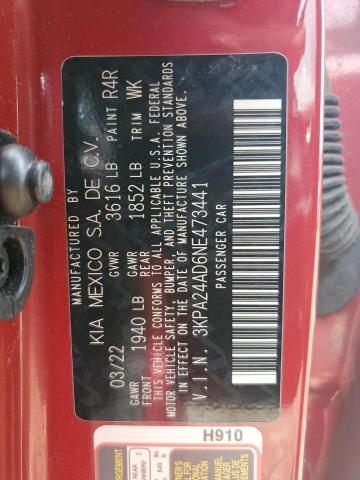 MANUFACTURED BY
KIA MEXICO S.A. DE C.V.
03/22 GVWR 3616 LB PAINT R4R
GAWR FRONT 1940 LB GAWR REAR 1852 LB TRIM WK
THIS VEHICLE CONFORMS TO ALL APPLICABLE U.S.A. FEDERAL
MOTOR VEHICLE SAFETY, BUMPER, AND THEFT PREVENTION STANDARDS
IN EFFECT ON THE DATE OF MANUFACTURE SHOWN ABOVE.
V.I.N. 3KPA24AD6NE473441
PASSENGER CAR
H910
REAR